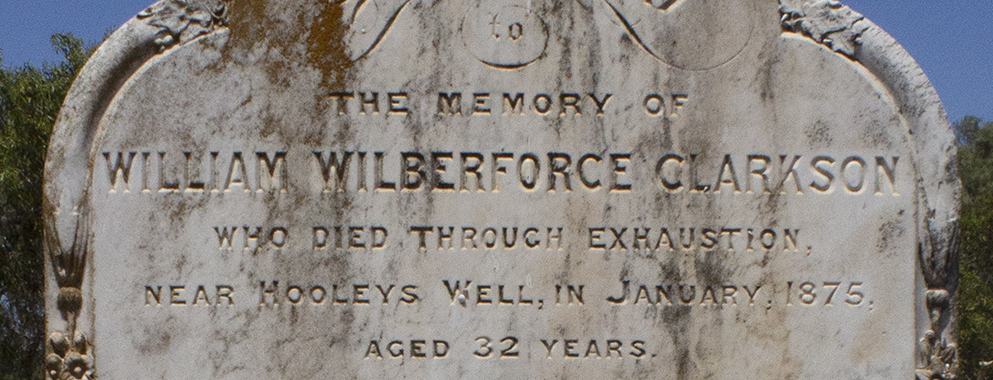 to
THE MEMORY OF
WILLIAM WILBERFORCE CLARKSON
WHO DIED THROUGH EXHAUSTION,
NEAR HOOLEYS WELL, IN JANUARY, 1875,
AGED 32 YEARS.